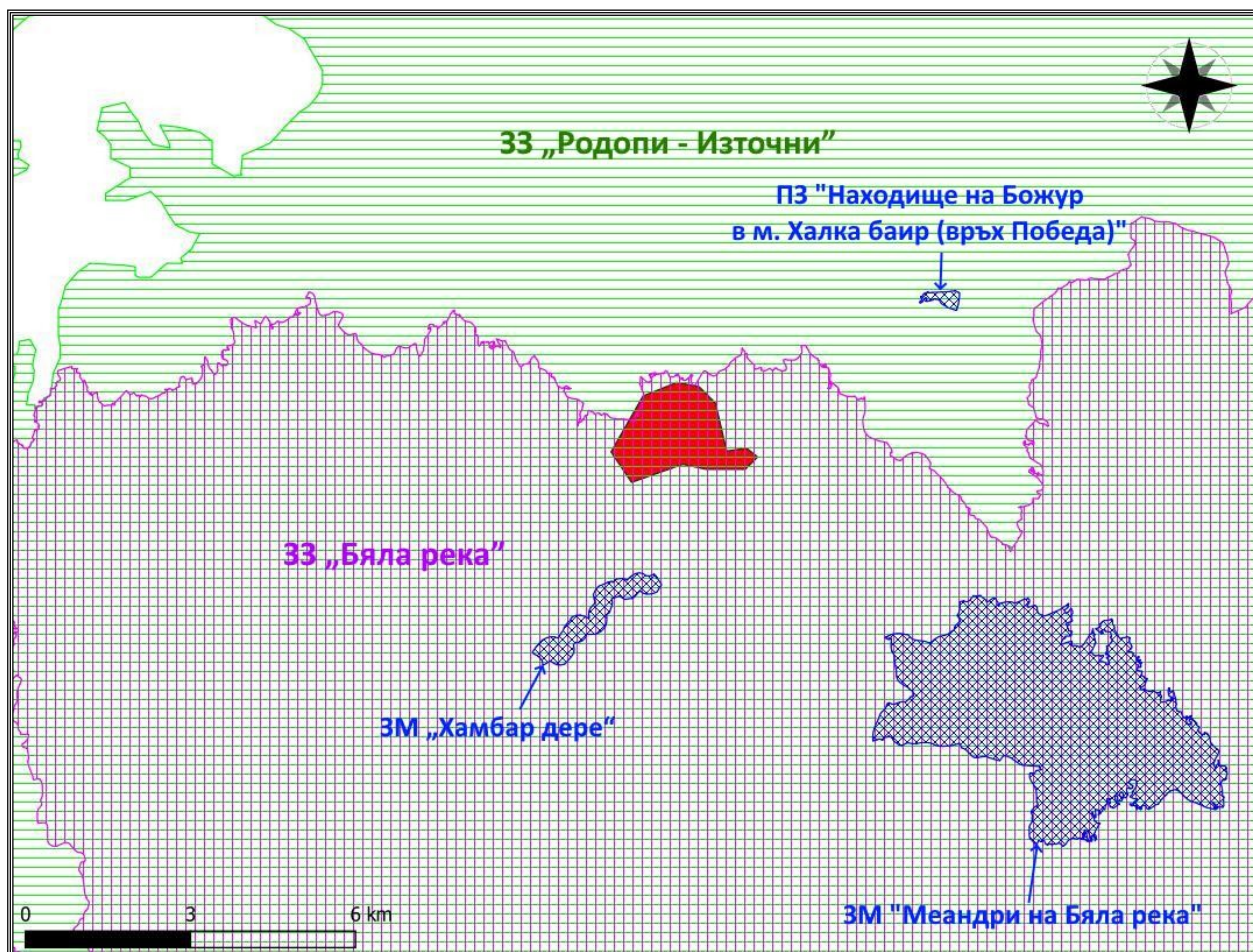 ЗЗ „Родопи - Източни”
ПЗ "Находище на Божур
в м. Халка баир (връх Победа)"
ЗЗ „Бяла река”
ЗМ „Хамбар дере“
ЗМ "Меандри на Бяла река"
0 3 6 km